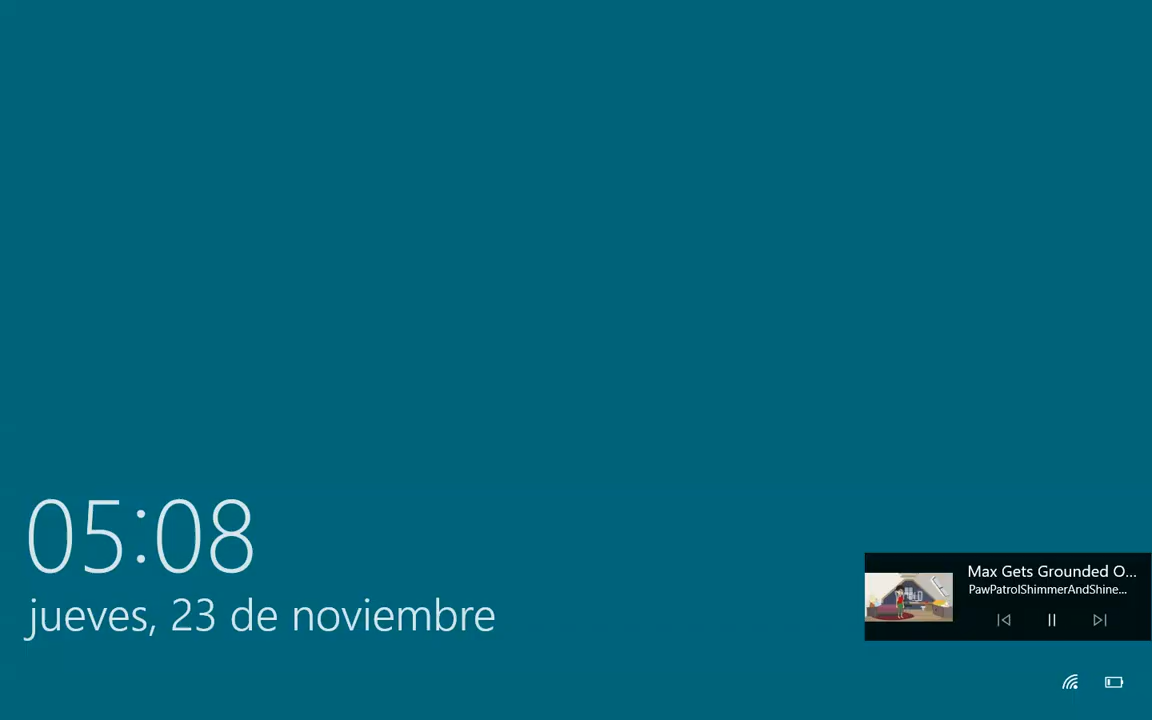 05:08
jueves, 23 de noviembre
Max Gets Grounded O...
PawPatrolShimmerAndShine...